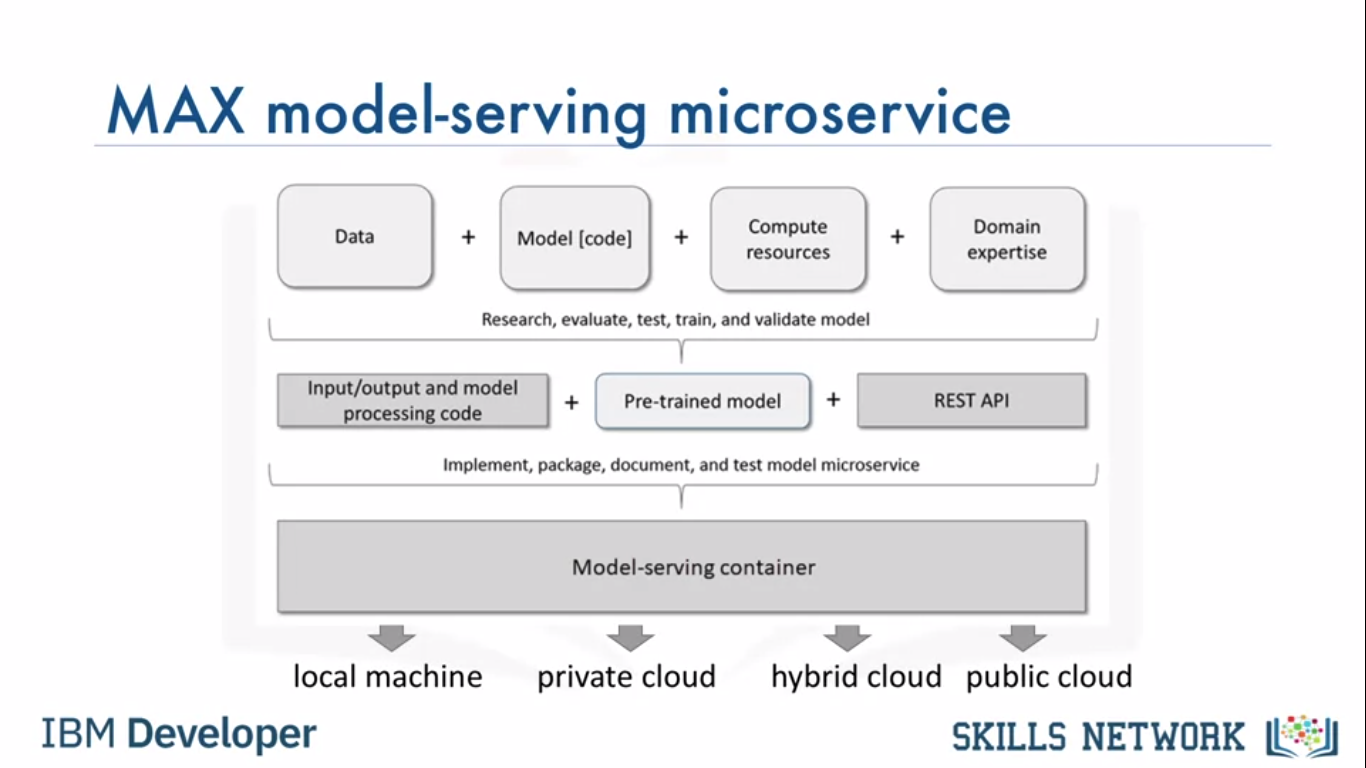 MAX model-serving microservice
Data + Model [code] + Compute resources + Domain expertise
Research, evaluate, test, train, and validate model
Input/output and model processing code + Pre-trained model + REST API
Implement, package, document, and test model microservice
Model-serving container
local machine private cloud hybrid cloud public cloud
IBM Developer SKILLS NETWORK